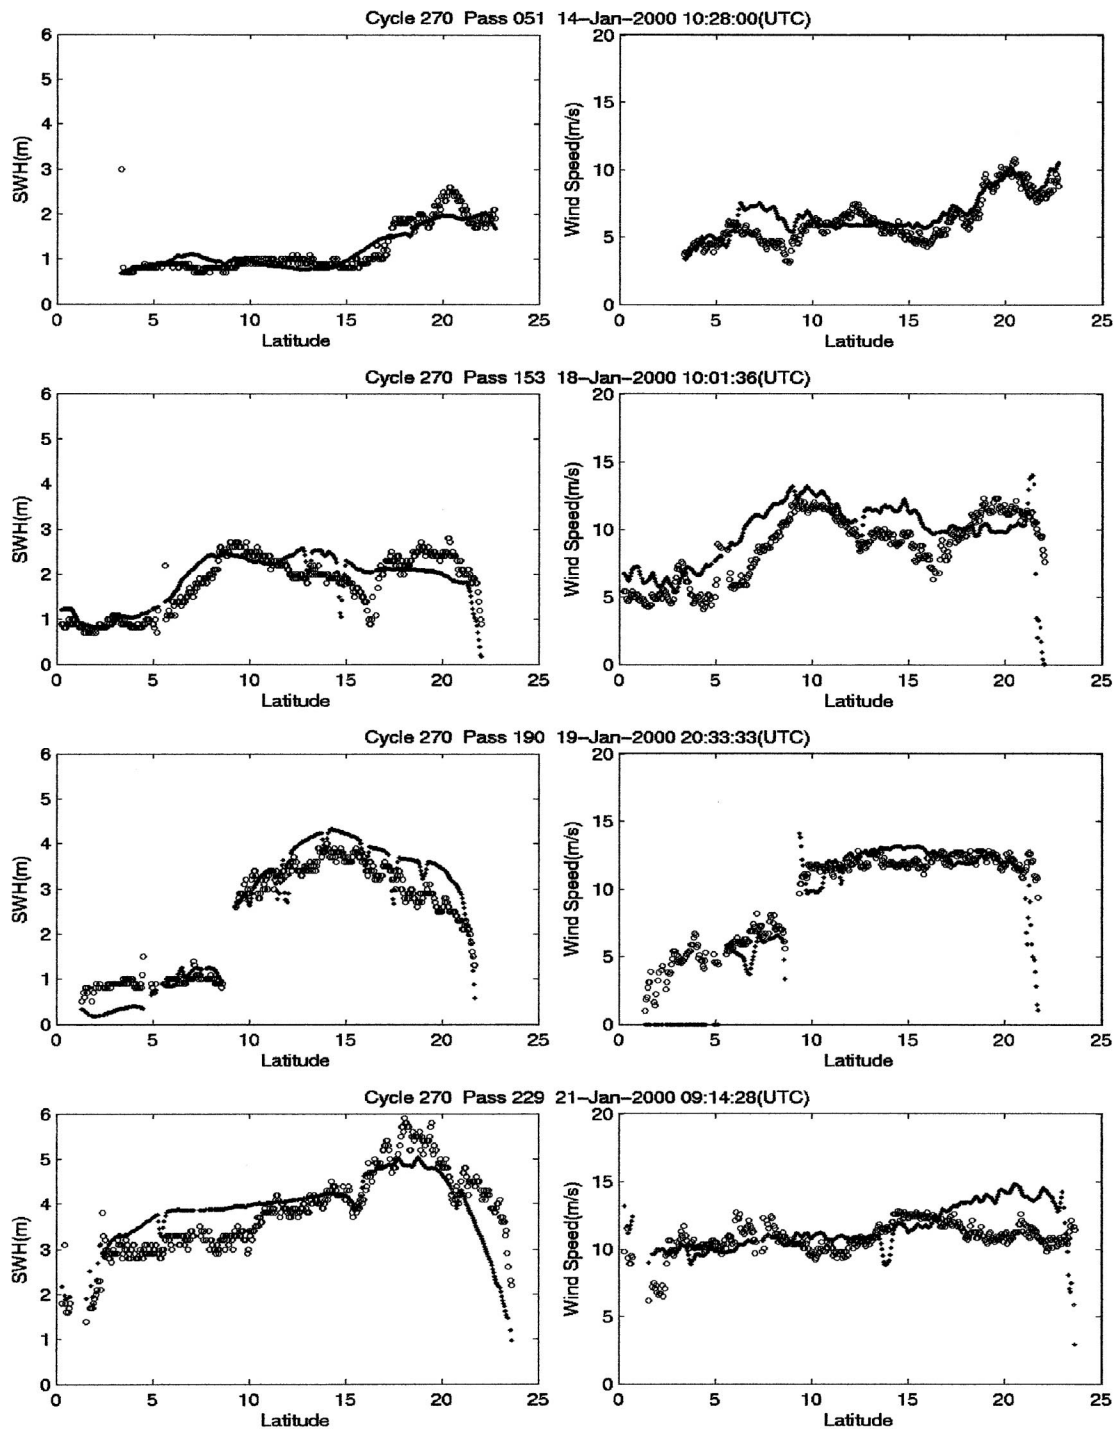 Cycle 270 Pass 051 14-Jan-2000 10:28:00(UTC)
6
5
4
3
2
1
0
SWH(m)
0 5 10 15 20 25
Latitude
20
15
10
5
0
Wind Speed(m/s)
0 5 10 15 20 25
Latitude
Cycle 270 Pass 153 18-Jan-2000 10:01:36(UTC)
6
5
4
3
2
1
0
SWH(m)
0 5 10 15 20 25
Latitude
20
15
10
5
0
Wind Speed(m/s)
0 5 10 15 20 25
Latitude
Cycle 270 Pass 190 19-Jan-2000 20:33:33(UTC)
6
5
4
3
2
1
0
SWH(m)
0 5 10 15 20 25
Latitude
20
15
10
5
0
Wind Speed(m/s)
0 5 10 15 20 25
Latitude
Cycle 270 Pass 229 21-Jan-2000 09:14:28(UTC)
6
5
4
3
2
1
0
SWH(m)
0 5 10 15 20 25
Latitude
20
15
10
5
0
Wind Speed(m/s)
0 5 10 15 20 25
Latitude